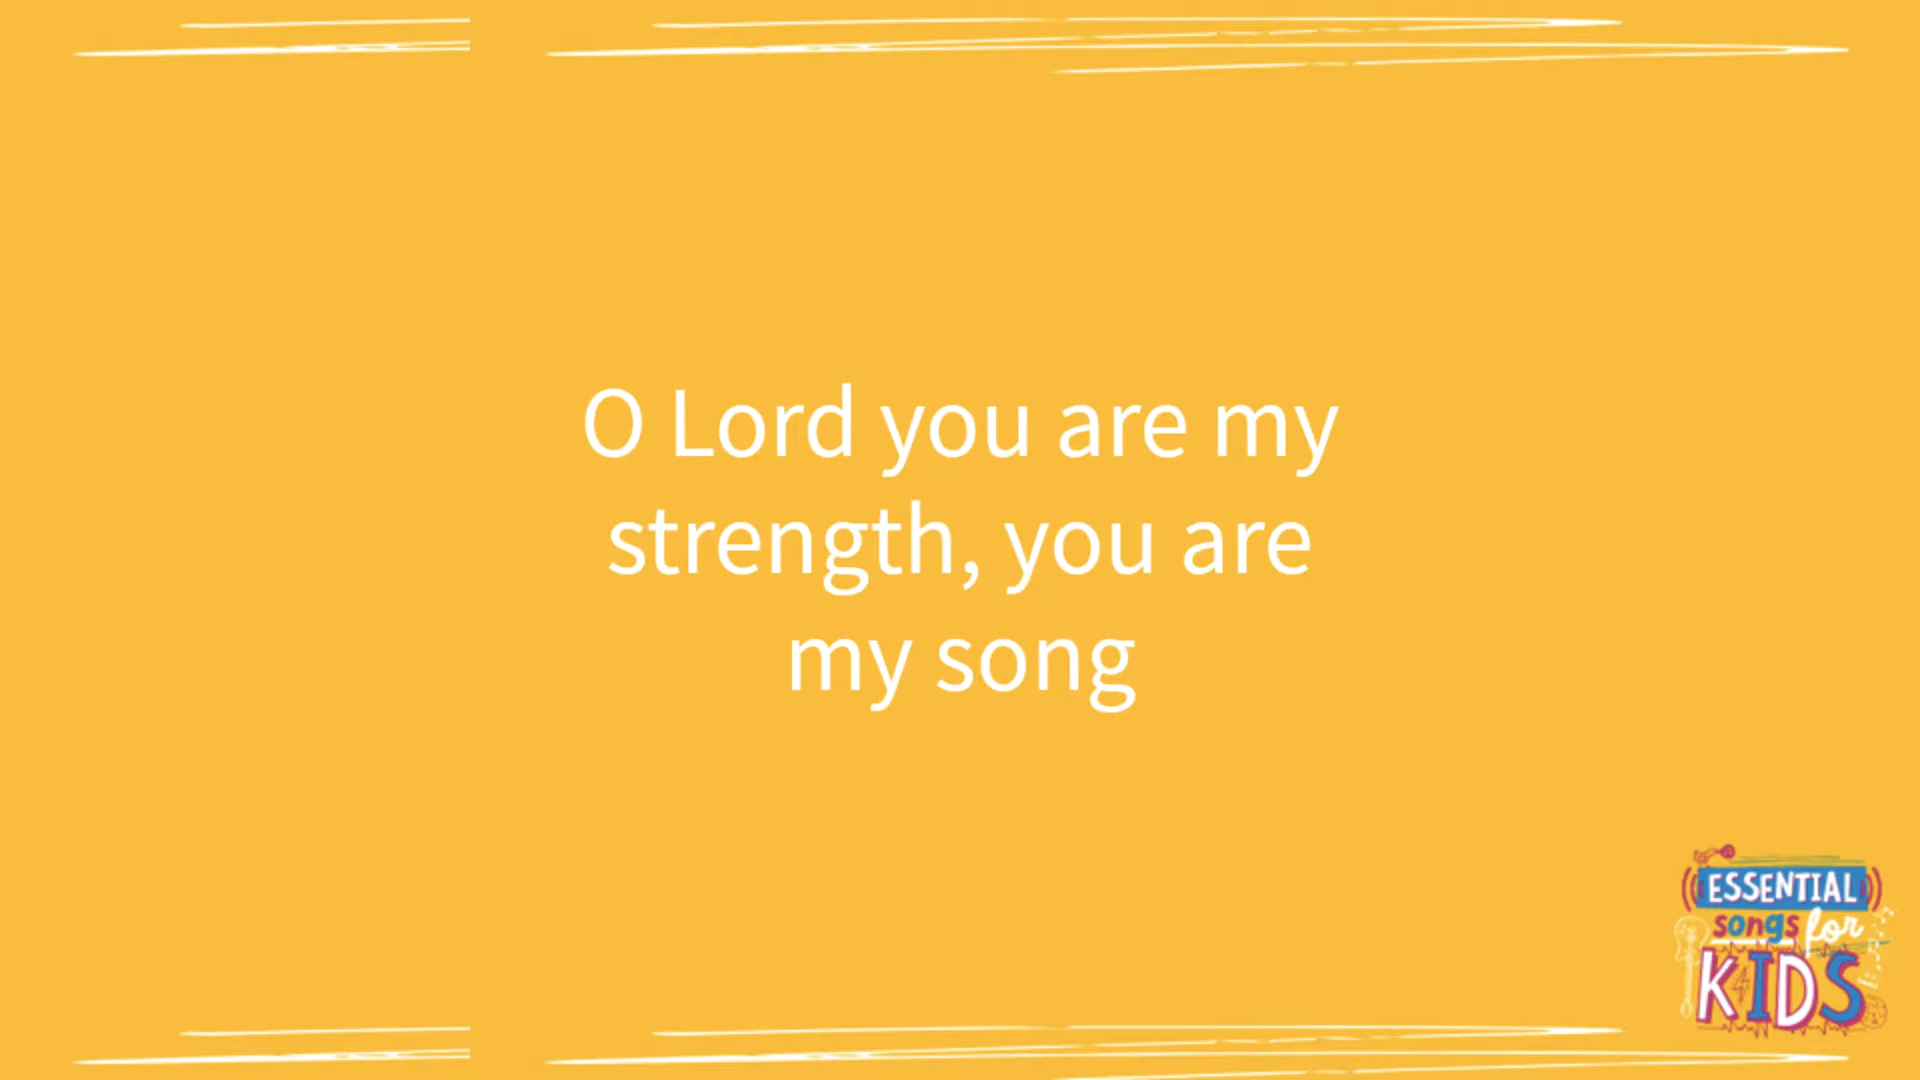 O Lord you are my
strength, you are
my song
ESSENTIAL
songs for
KIDS